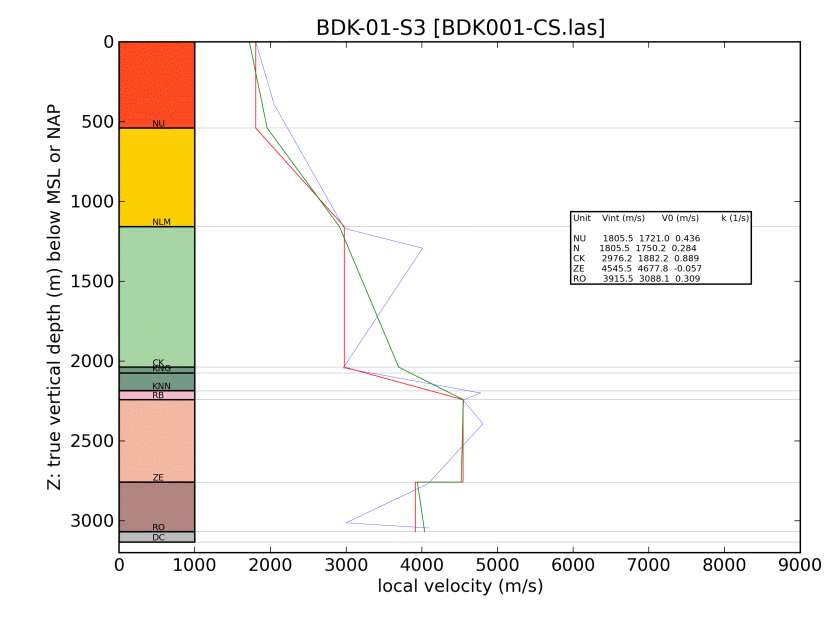 BDK-01-S3 [BDK001-CS.las]
0
500
1000
1500
2000
2500
3000
Z: true vertical depth (m) below MSL or NAP
NU
NLM
CK
KNG
KNN
RB
ZE
RO
DC
Unit Vint (m/s) V0 (m/s) k (1/s)
NU 1805.5 1721.0 0.436
N 1805.5 1750.2 0.284
CK 2976.2 1882.2 0.889
ZE 4545.5 4677.8 -0.057
RO 3915.5 3088.1 0.309
0 1000 2000 3000 4000 5000 6000 7000 8000 9000
local velocity (m/s)